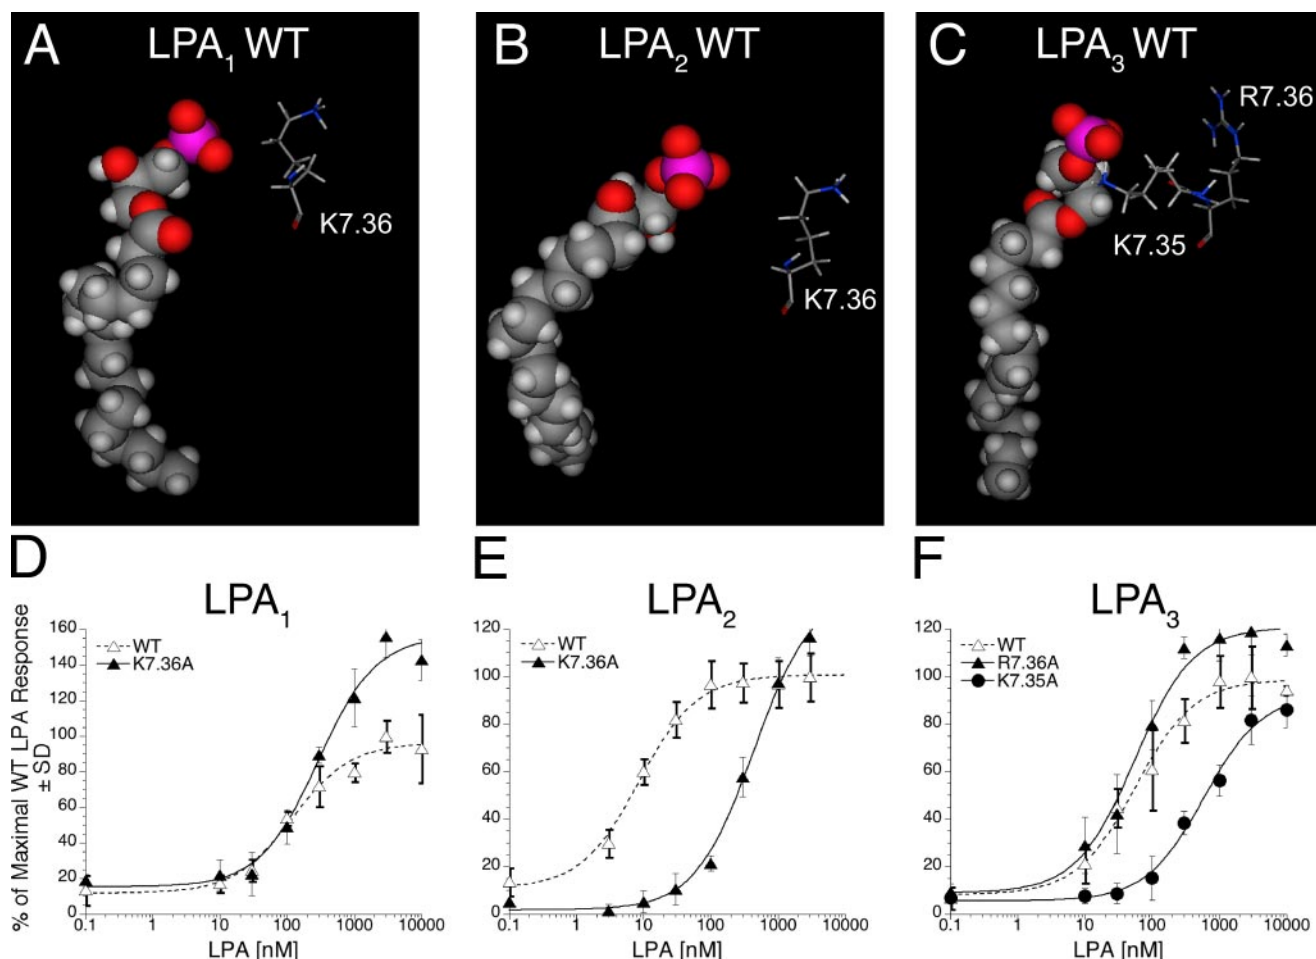 A
LPA1 WT
K7.36
B
LPA2 WT
K7.36
C
LPA3 WT
R7.36
K7.35
D
LPA1
% of Maximal WT LPA Response
± SD
160
140
120
100
80
60
40
20
0
WT
K7.36A
0.1 1 10 100 1000 10000
LPA [nM]
E
LPA2
120
100
80
60
40
20
0
WT
K7.36A
0.1 1 10 100 1000 10000
LPA [nM]
F
LPA3
120
100
80
60
40
20
0
WT
R7.36A
K7.35A
0.1 1 10 100 1000 10000
LPA [nM]